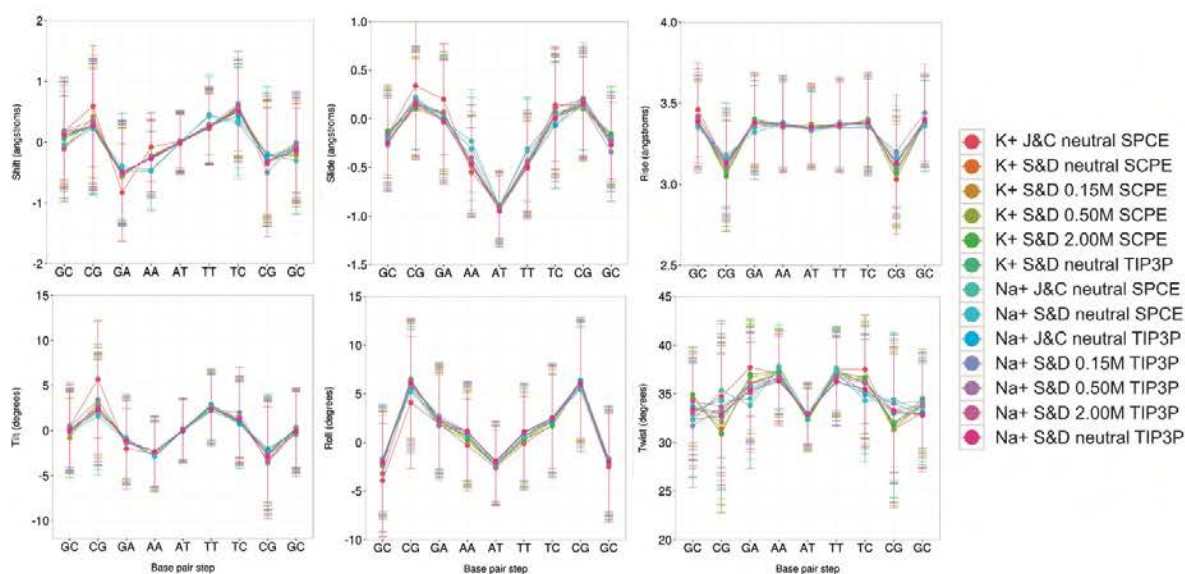 Shift (angstroms)
2
1
0
-1
-2
GC CG GA AA AT TT TC CG GC
Slide (angstroms)
1.0
0.5
0.0
-0.5
-1.0
-1.5
GC CG GA AA AT TT TC CG GC
Rise (angstroms)
4.0
3.5
3.0
2.5
GC CG GA AA AT TT TC CG GC
Tilt (degrees)
15
10
5
0
-5
-10
GC CG GA AA AT TT TC CG GC
Base pair step
Roll (degrees)
15
10
5
0
-5
-10
GC CG GA AA AT TT TC CG GC
Base pair step
Twist (degrees)
45
40
35
30
25
20
GC CG GA AA AT TT TC CG GC
Base pair step
K+ J&C neutral SPCE
K+ S&D neutral SCPE
K+ S&D 0.15M SCPE
K+ S&D 0.50M SCPE
K+ S&D 2.00M SCPE
K+ S&D neutral TIP3P
Na+ J&C neutral SPCE
Na+ S&D neutral SPCE
Na+ J&C neutral TIP3P
Na+ S&D 0.15M TIP3P
Na+ S&D 0.50M TIP3P
Na+ S&D 2.00M TIP3P
Na+ S&D neutral TIP3P